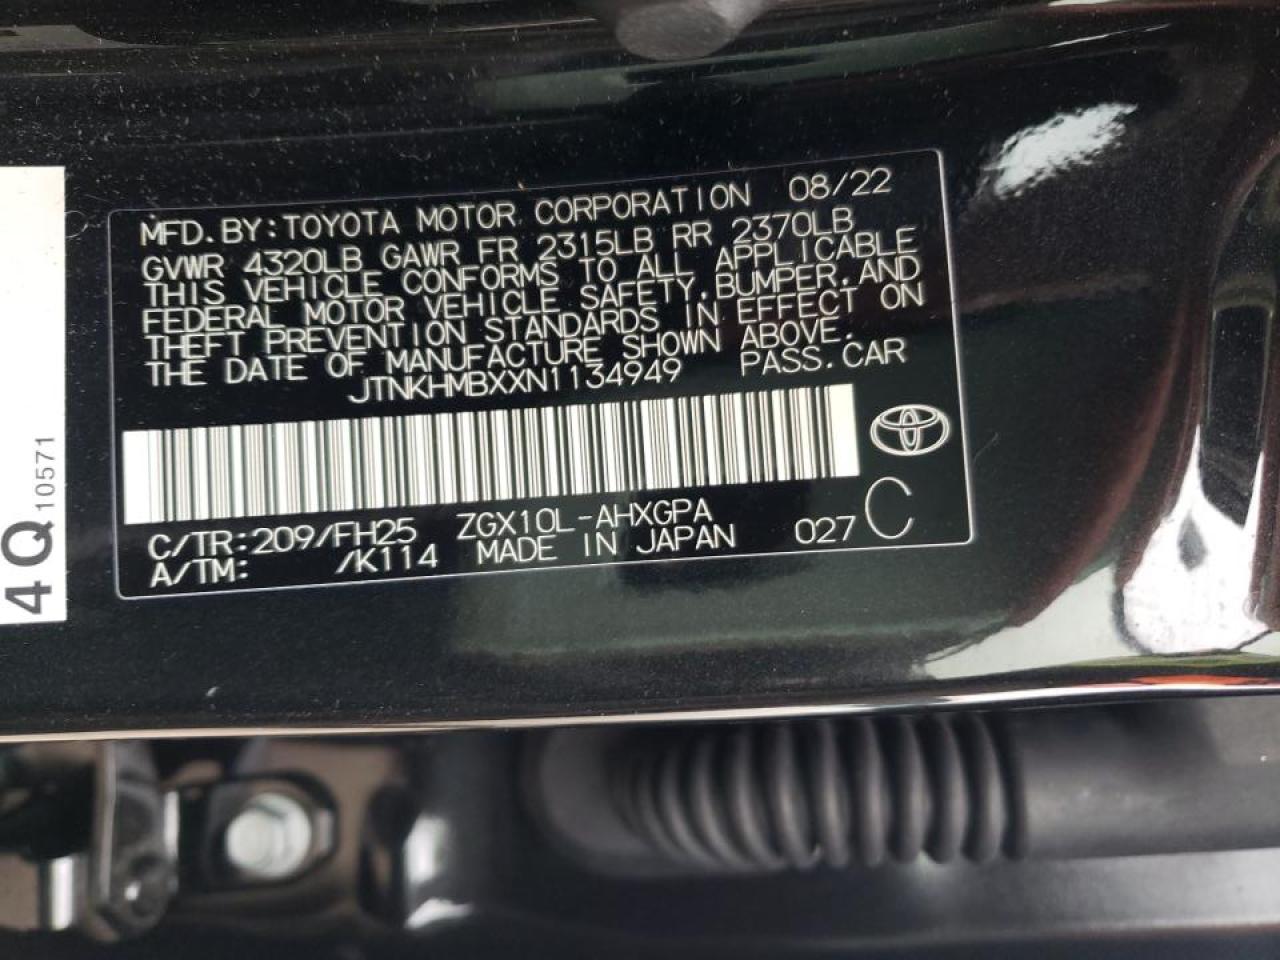 MFD.BY:TOYOTA MOTOR CORPORATION 08/22
GVWR 4320LB GAWR FR 2315LB RR 2370LB
THIS VEHICLE CONFORMS TO ALL APPLICABLE
FEDERAL MOTOR VEHICLE SAFETY,BUMPER,AND
THEFT PREVENTION STANDARDS IN EFFECT ON
THE DATE OF MANUFACTURE SHOWN ABOVE.
JTNKHMBXXN1134949 PASS.CAR
C/TR:209/FH25 ZGX10L-AHXGPA
A/TM: /K114 MADE IN JAPAN 027 C
4Q 10571